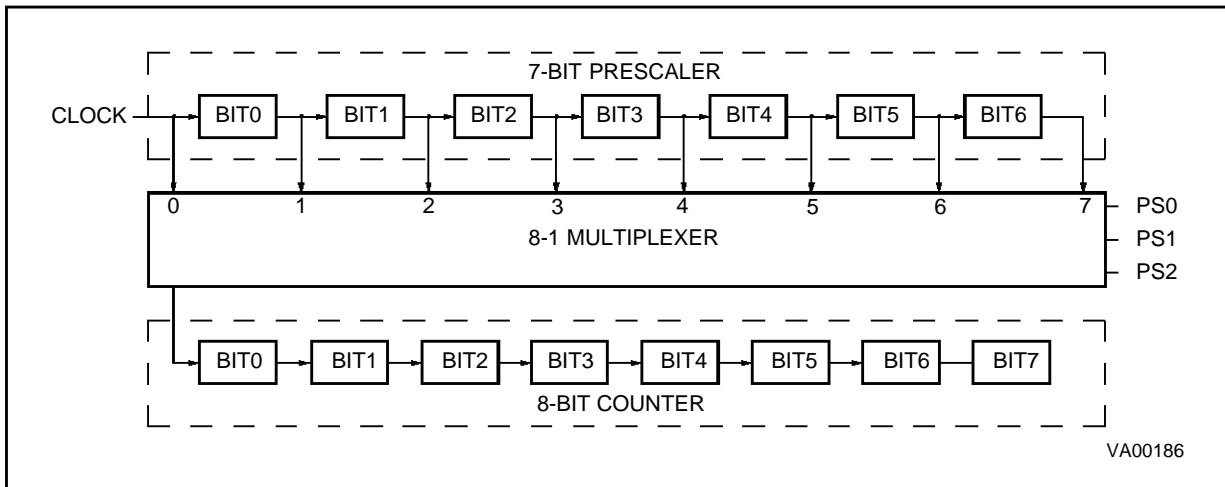 7-BIT PRESCALER
CLOCK BIT0 BIT1 BIT2 BIT3 BIT4 BIT5 BIT6
0 1 2 3 4 5 6 7 PS0
8-1 MULTIPLEXER PS1
PS2
BIT0 BIT1 BIT2 BIT3 BIT4 BIT5 BIT6 BIT7
8-BIT COUNTER
VA00186